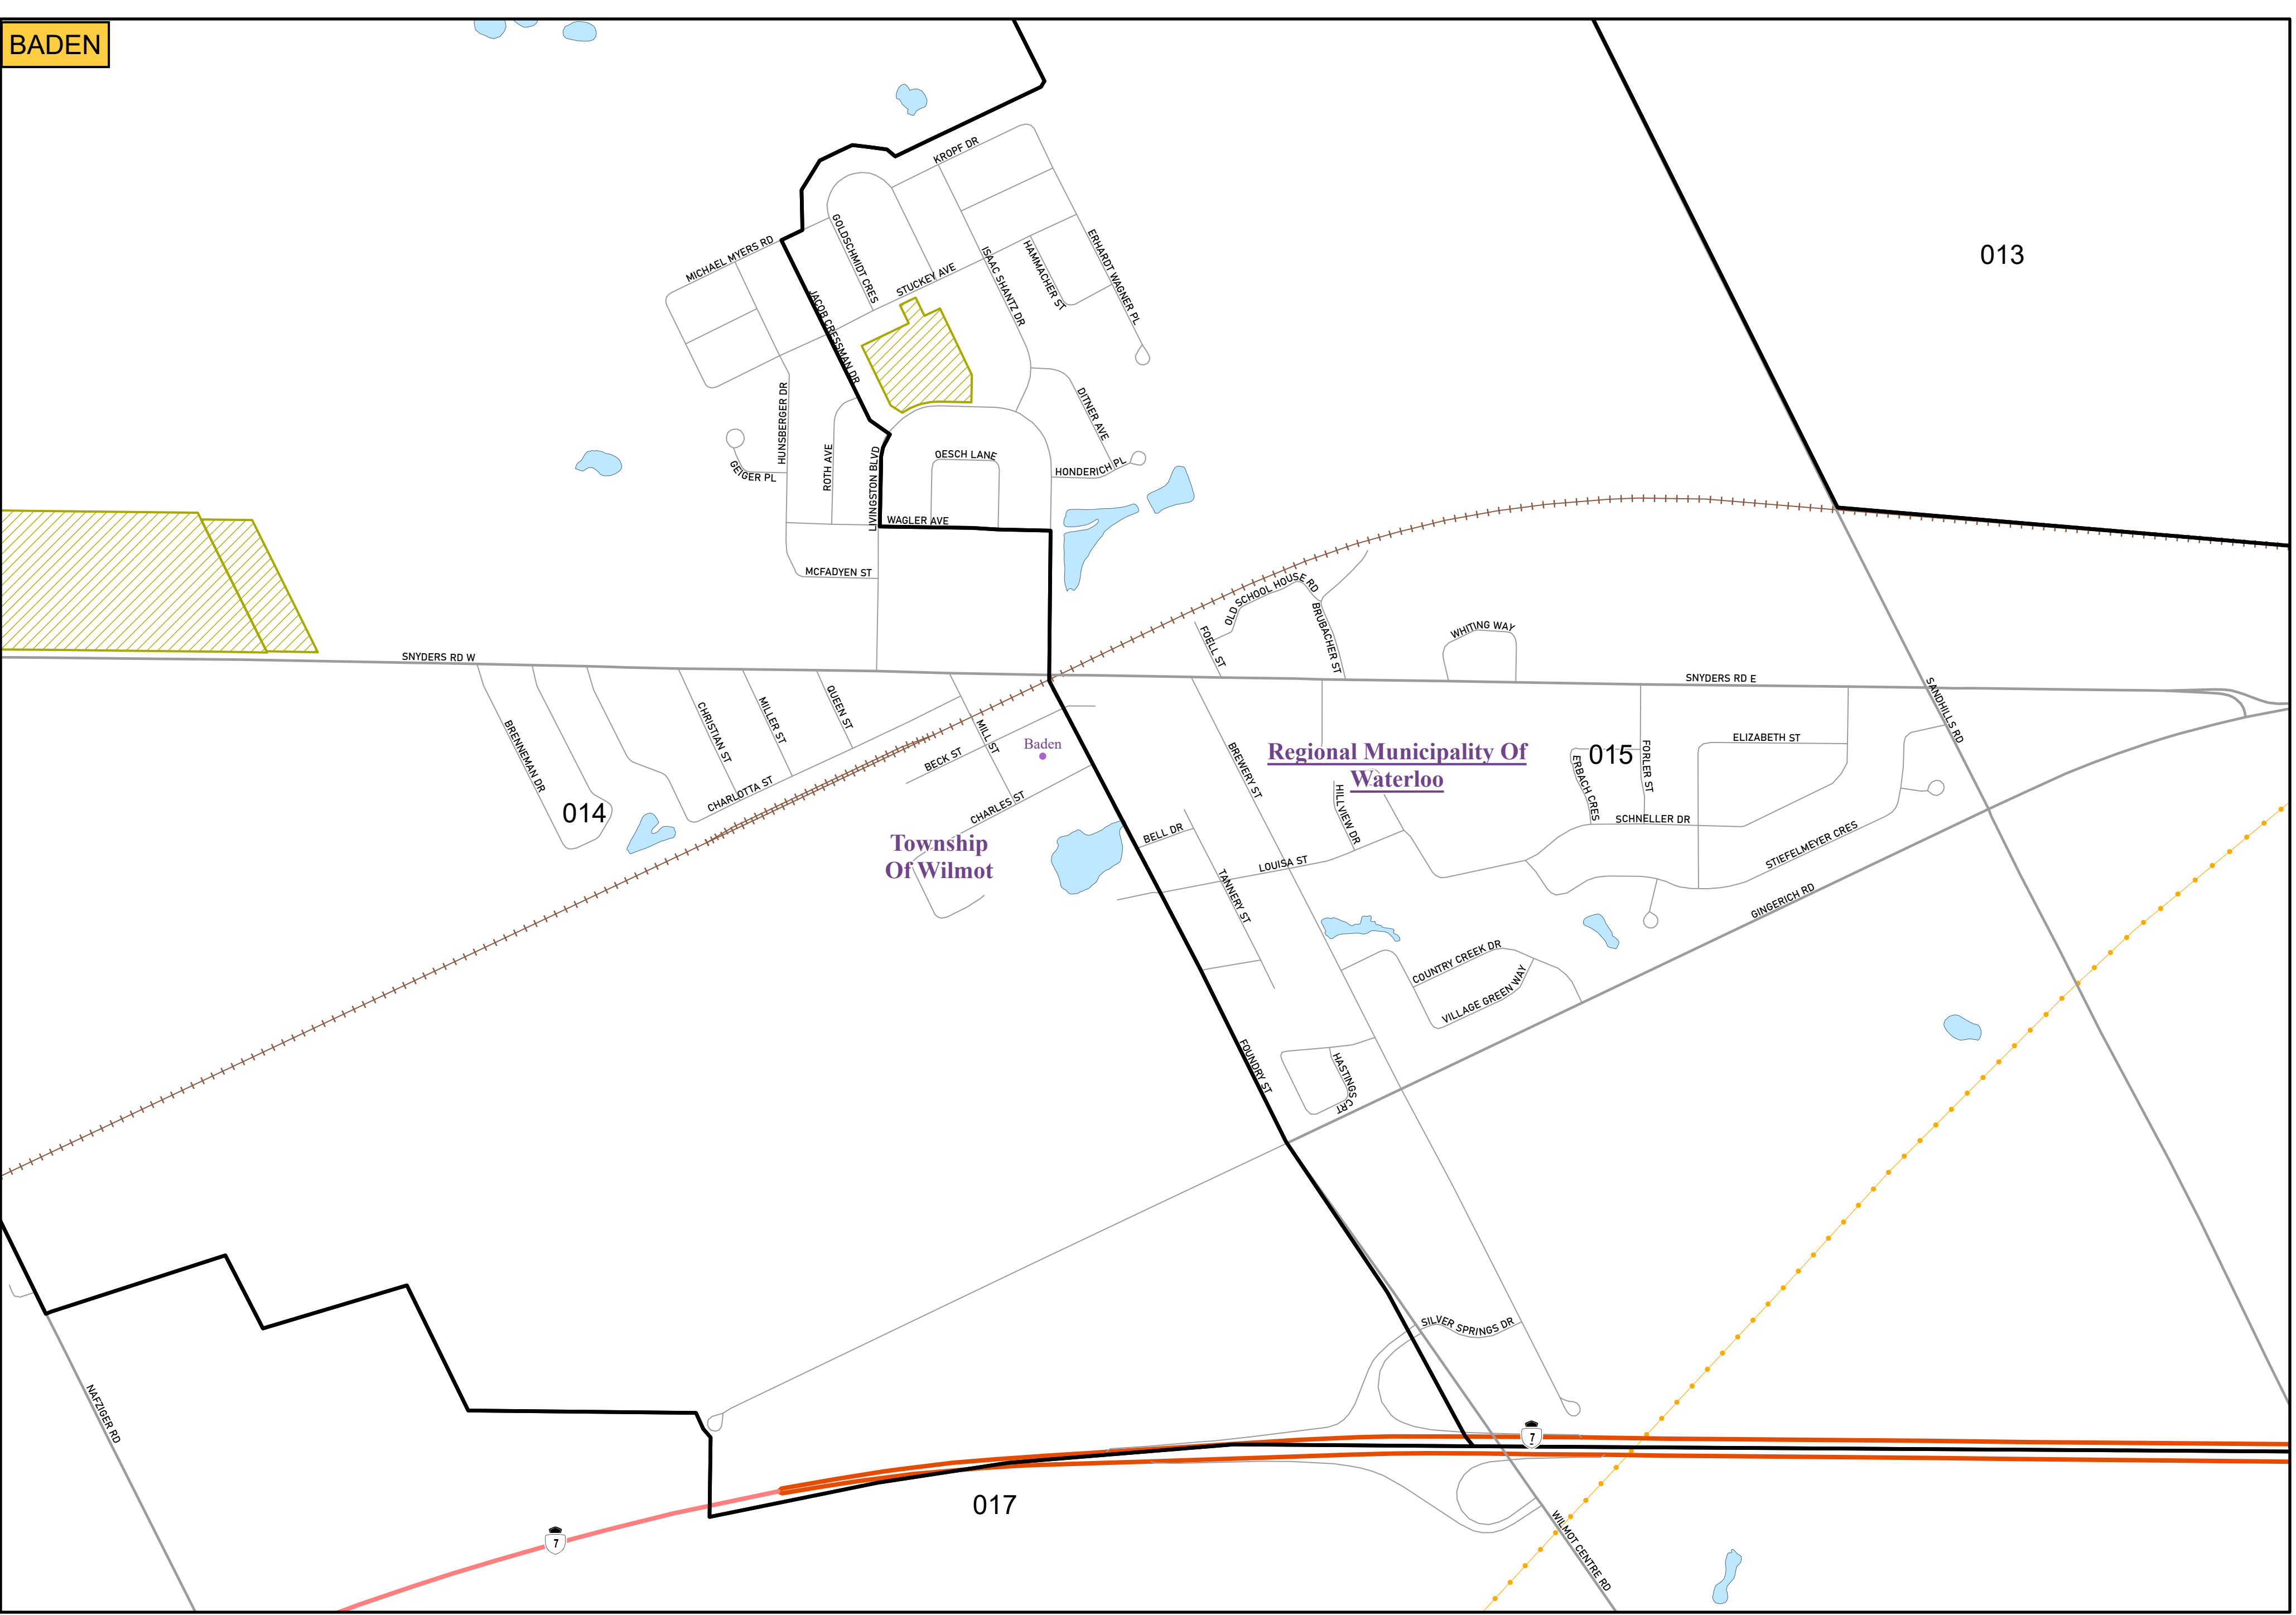 BADEN
KROPF DR
013
GOLDSCHMIDT CRES
MICHAEL MYERS RD
ISAAC SHANTZ DR
HAMMACHER ST
ERHARDT WAGNER PL
STUCKEY AVE
JACOB CRESSMAN DR
HUNSBERGER DR
DITNER AVE
ROTH AVE
LIVINGSTON BLVD
OESCH LANE
GEIGER PL
HONDERICH PL
WAGLER AVE
MCFADYEN ST
OLD SCHOOL HOUSE RD
FOELL ST
BRUBACHER ST
WHITING WAY
SNYDERS RD W
SNYDERS RD E
SANDHILLS RD
BRENNEMAN DR
CHRISTIAN ST
MILLER ST
QUEEN ST
MILL ST
Baden
BECK ST
BREWERY ST
Regional Municipality Of
Waterloo
015
ERBACH CRES
FORLER ST
ELIZABETH ST
CHARLOTTA ST
014
CHARLES ST
HILLVIEW DR
SCHNELLER DR
Township
Of Wilmot
BELL DR
LOUISA ST
STIEFELMEYER CRES
TANNERY ST
GINGERICH RD
COUNTRY CREEK DR
VILLAGE GREEN WAY
FOUNDRY ST
HASTINGS CRT
SILVER SPRINGS DR
NAFZIGER RD
7
017
7
WILMOT CENTRE RD